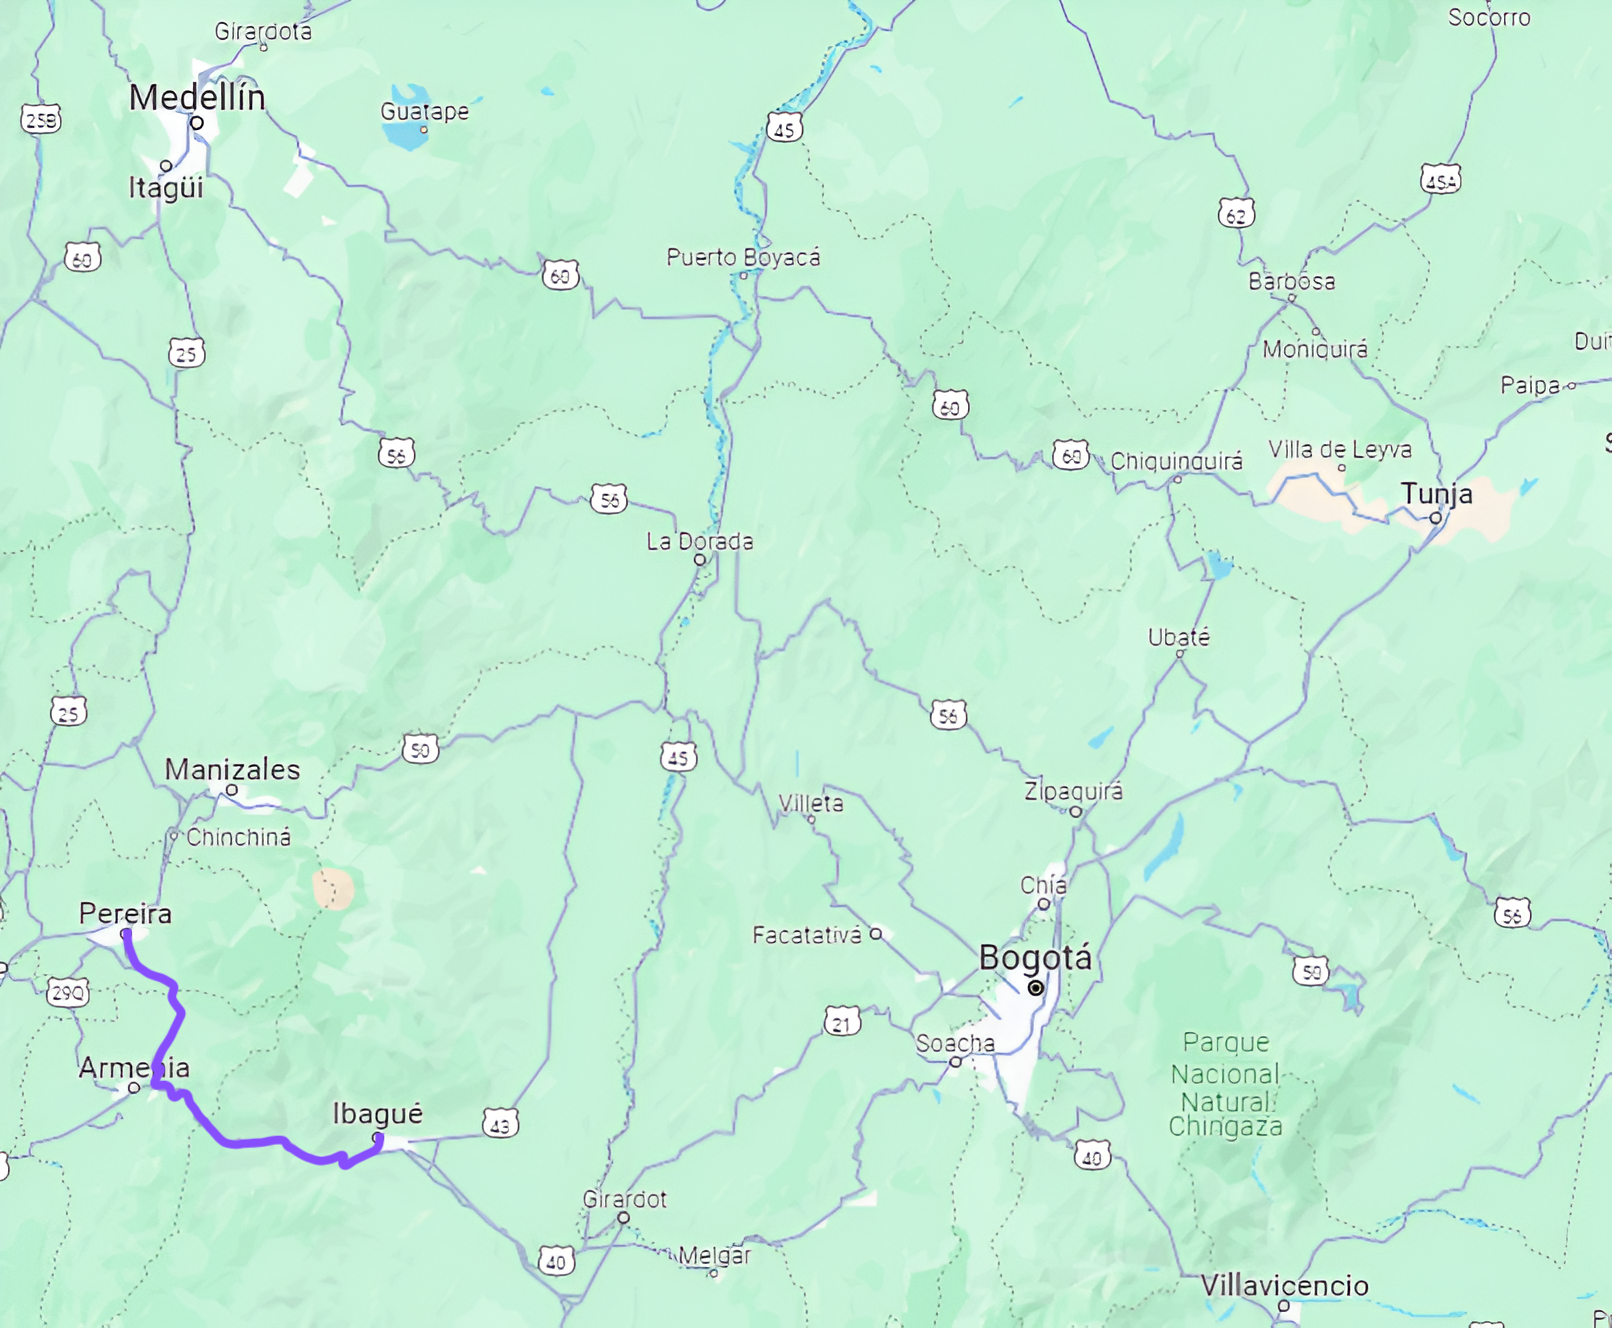 Socorro
Girardota
Medellín
Guatape
25B
45
Itagüi
45A
62
60
Puerto Boyacá
60
Barbosa
25
Moniquirá
Duit
Paipa
60
56
60
Chiquinquirá
Villa de Leyva
S
56
Tunja
La Dorada
Ubaté
25
56
50
45
Manizales
Zipaquirá
Villeta
Chinchiná
Chía
Pereira
56
Facatativá
Bogotá
50
29Q
21
Soacha
Parque
Nacional
Natural
Chingaza
Armenia
Ibagué
43
40
Girardot
Melgar
40
Villavicencio